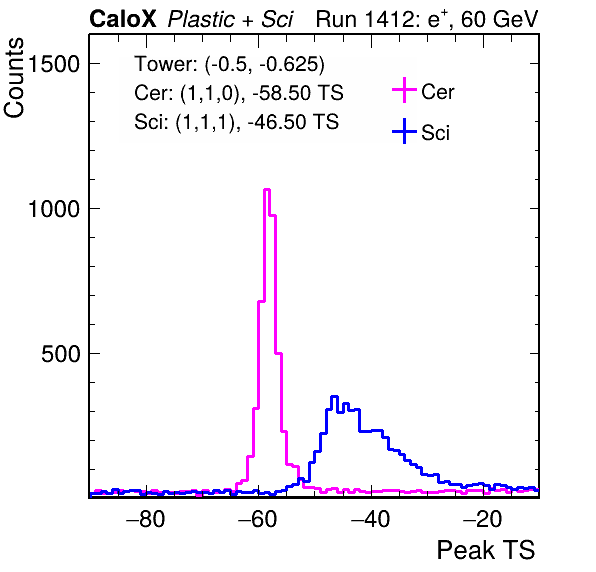 CaloX Plastic + Sci Run 1412: e+, 60 GeV
Counts
1500
1000
500
Tower: (-0.5, -0.625)
Cer: (1,1,0), -58.50 TS
Sci: (1,1,1), -46.50 TS
Cer
Sci
−80 −60 −40 −20
Peak TS